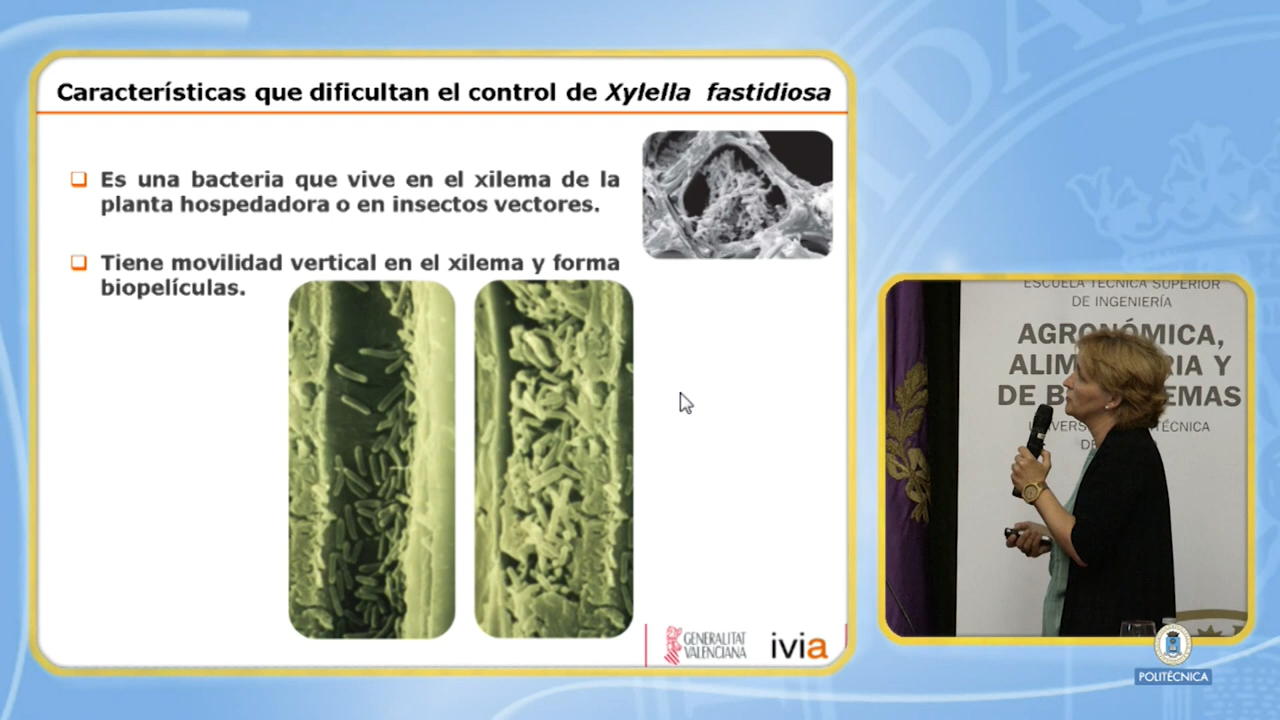 Características que dificultan el control de Xylella fastidiosa
Es una bacteria que vive en el xilema de la
planta hospedadora o en insectos vectores.
Tiene movilidad vertical en el xilema y forma
biopelículas.
GENERALITAT
VALENCIANA
ivia
ESCUELA TÉCNICA SUPERIOR
DE INGENIERÍA
AGRONÓMICA,
Y
DE
POLITÉCNICA